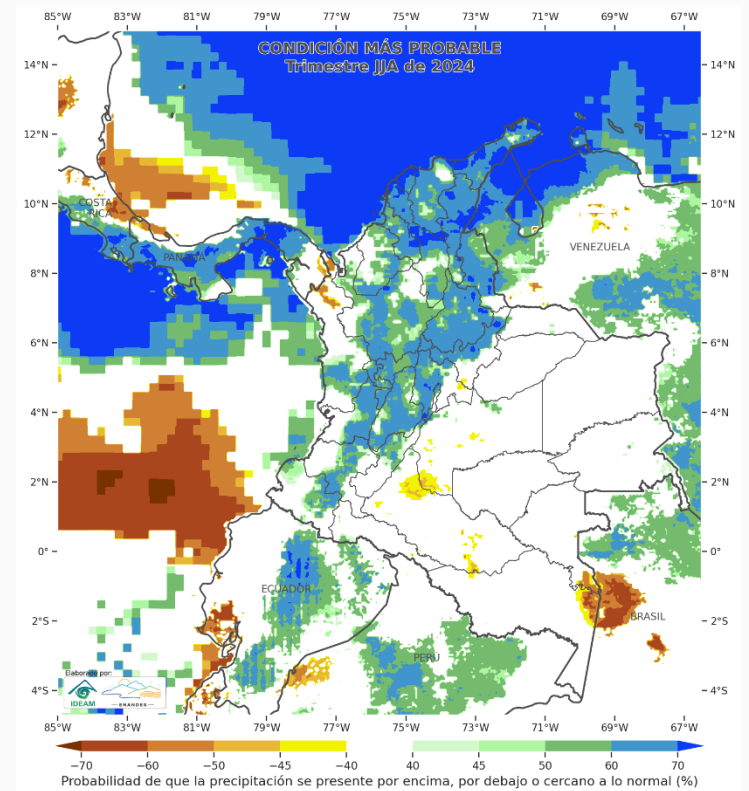 85°W 83°W 81°W 79°W 77°W 75°W 73°W 71°W 69°W 67°W
CONDICIÓN MÁS PROBABLE
Trimestre JJA de 2024
14°N 14°N
12°N 12°N
10°N 10°N
COSTA
RICA
VENEZUELA
PANAMÁ
8°N 8°N
6°N 6°N
4°N 4°N
2°N 2°N
0° 0°
ECUADOR
BRASIL
2°S 2°S
PERÚ
Elaborado por:
IDEAM
ENANDES
4°S 4°S
85°W 83°W 81°W 79°W 77°W 75°W 73°W 71°W 69°W 67°W
−70 −60 −50 −45 −40 40 45 50 60 70
Probabilidad de que la precipitación se presente por encima, por debajo o cercano a lo normal (%)